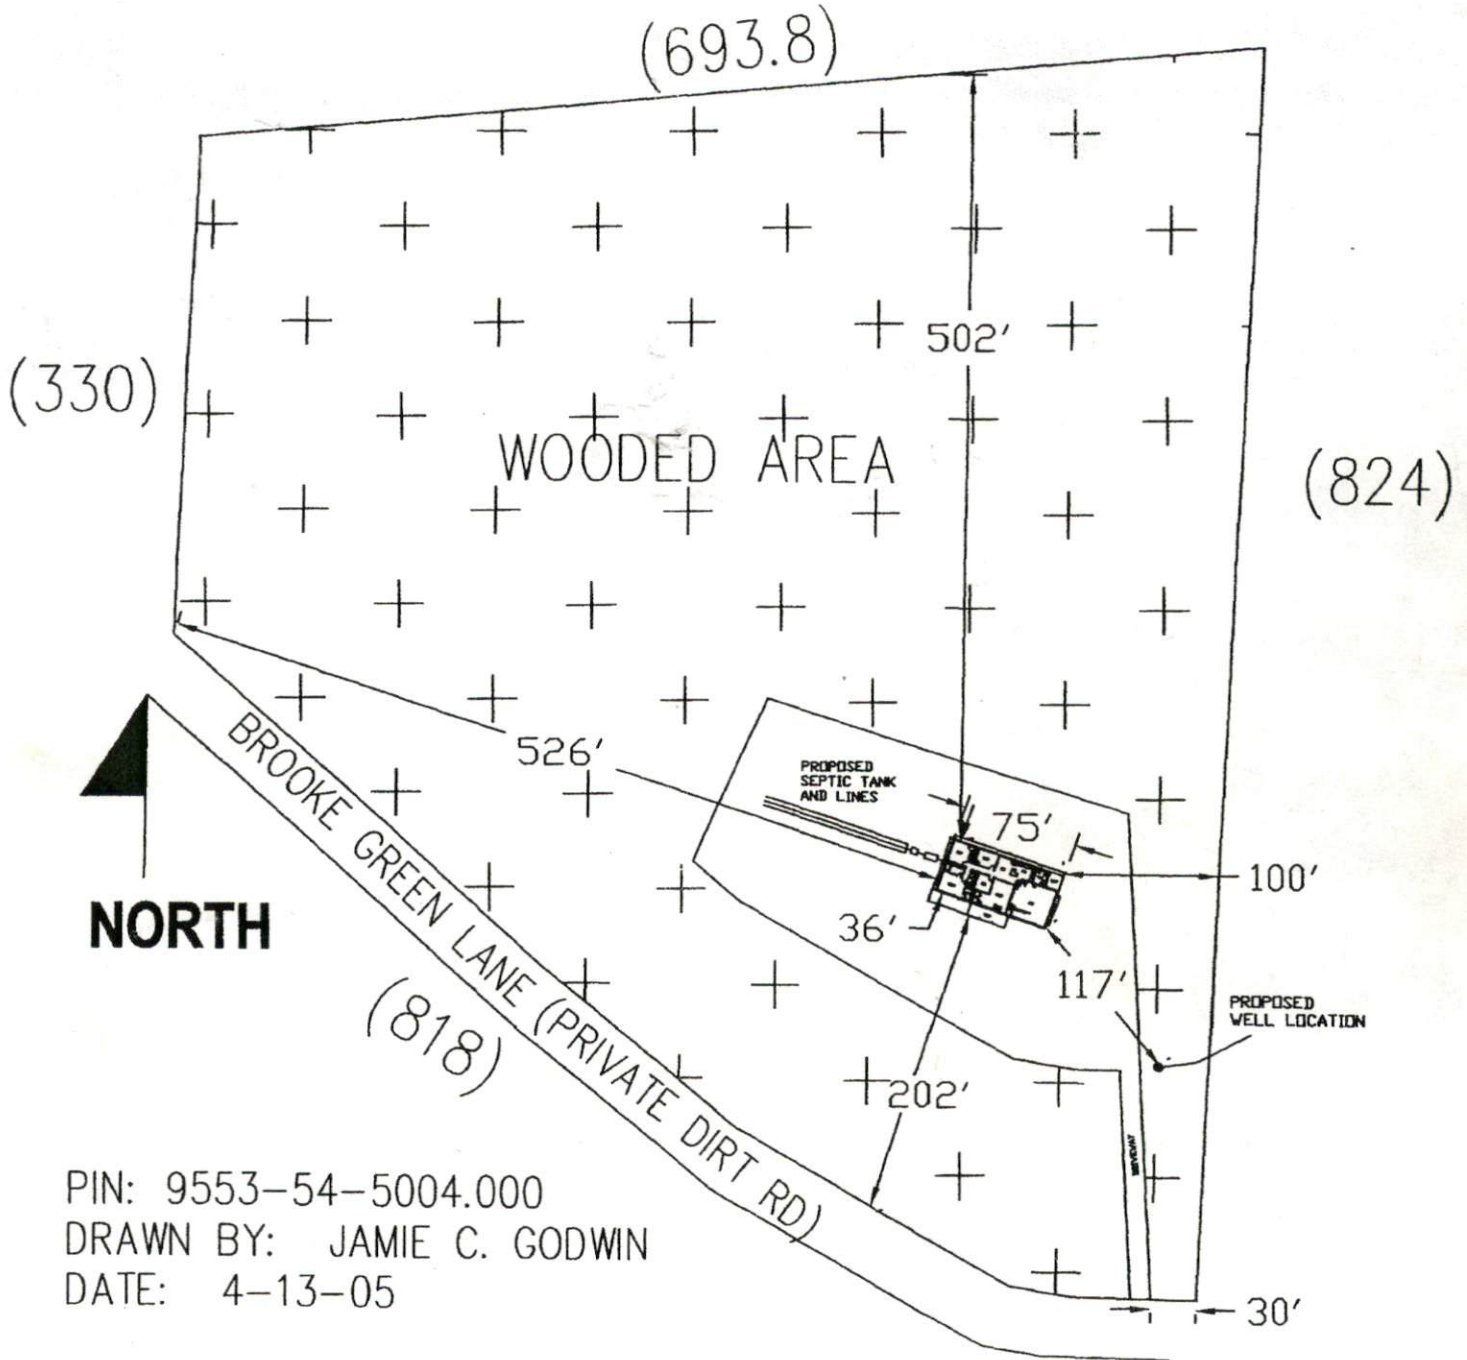 (693.8)
502'
(330)
WOODED AREA
(824)
526'
PROPOSED
SEPTIC TANK
AND LINES
75'
100'
36'
NORTH
BROOKE GREEN LANE (PRIVATE DIRT RD)
117'
PROPOSED
WELL LOCATION
(818)
202'
DRIVEWAY
PIN: 9553-54-5004.000
DRAWN BY: JAMIE C. GODWIN
DATE: 4-13-05
30'